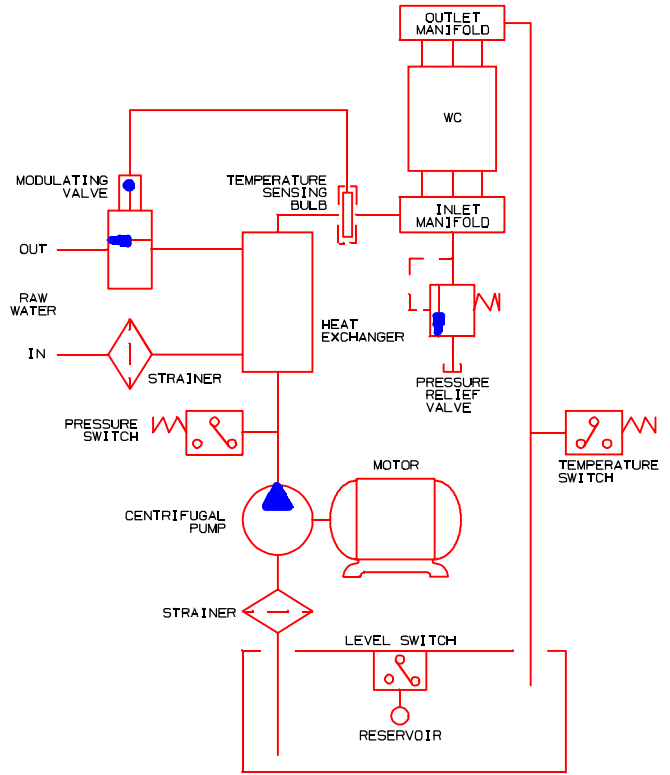 OUTLET
MANIFOLD
WC
MODULATING
VALVE
TEMPERATURE
SENSING
BULB
INLET
MANIFOLD
OUT
RAW
WATER
HEAT
EXCHANGER
IN
STRAINER
PRESSURE
RELIEF
VALVE
PRESSURE
SWITCH
MOTOR
TEMPERATURE
SWITCH
CENTRIFUGAL
PUMP
STRAINER
LEVEL SWITCH
RESERVOIR